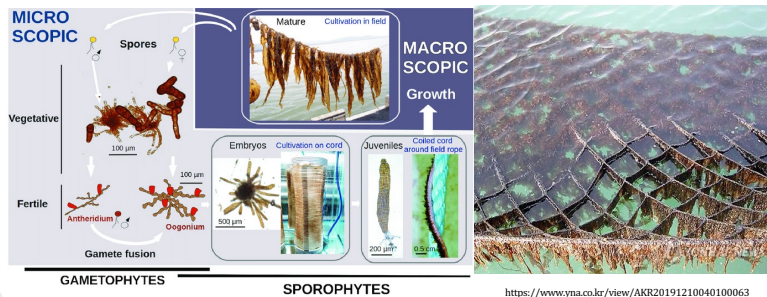 MICRO
SCOPIC
Spores
Mature
Cultivation in field
MACRO
SCOPIC
Growth
Vegetative
100 µm
Fertile
100 µm
Antheridium
Oogonium
Gamete fusion
Embryos
Cultivation on cord
500 µm
Juveniles
Coiled cord
around field rope
200 µm
0.5 cm
GAMETOPHYTES
SPOROPHYTES
https://www.yna.co.kr/view/AKR20191210040100063